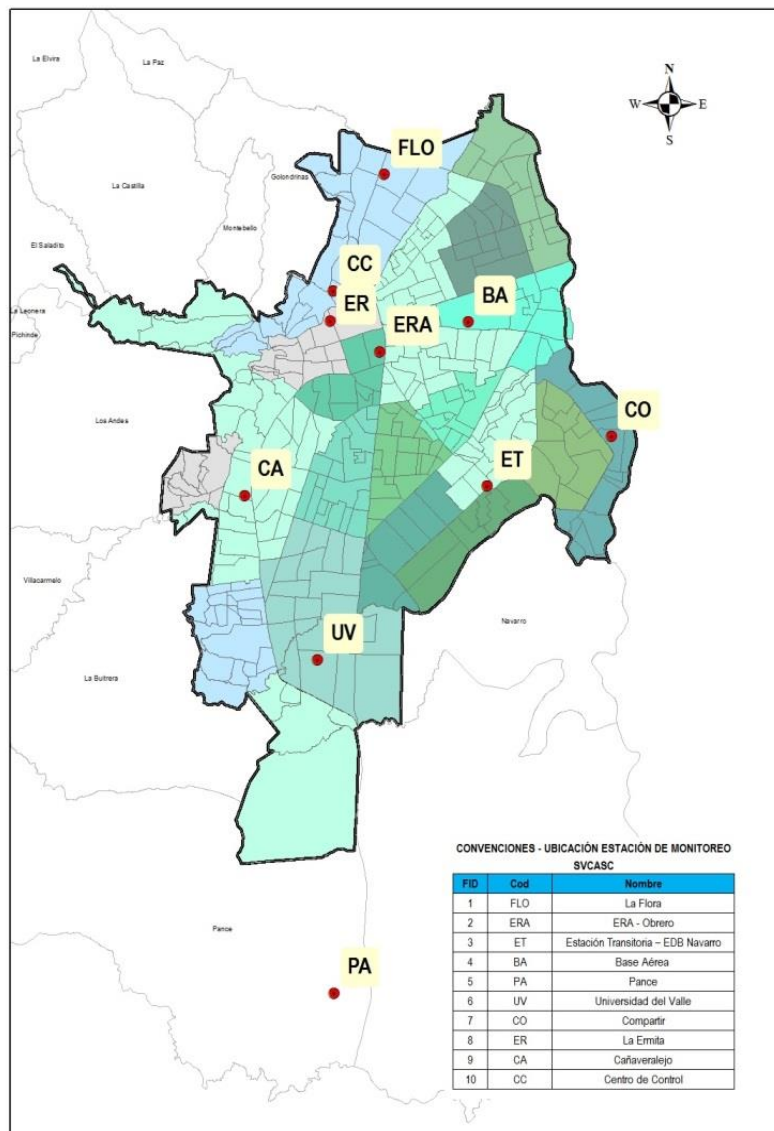 La Elvira
La Paz
N
W
E
S
FLO
La Castilla
Golondrinas
Montebello
El Saladito
CC
ER
BA
La Leonera
ERA
Pichinde
Los Andes
CO
ET
CA
Villacarmelo
Navarro
UV
La Buitrera
CONVENCIONES - UBICACIÓN ESTACIÓN DE MONITOREO
SVCASC
FID Cod Nombre
1 FLO La Flora
2 ERA ERA - Obrero
3 ET Estación Transitoria – EDB Navarro
4 BA Base Aérea
5 PA Pance
6 UV Universidad del Valle
7 CO Compartir
8 ER La Ermita
9 CA Cañaveralejo
10 CC Centro de Control
Pance
PA